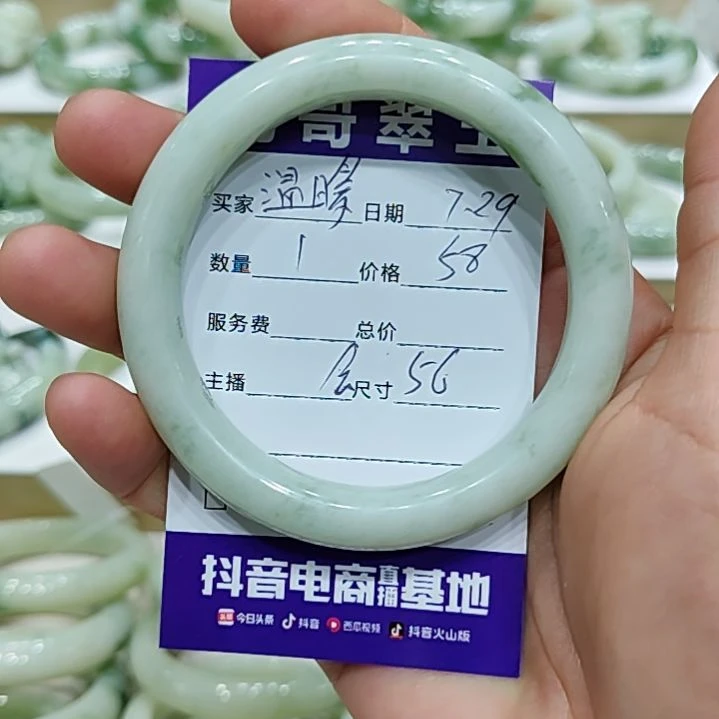 哥翠玉
买家 温暖 日期 7.29
数量 1 价格 58
服务费 总价
主播 尺寸 56
抖音电商直播基地
头条 今日头条 抖音 西瓜视频 抖音火山版